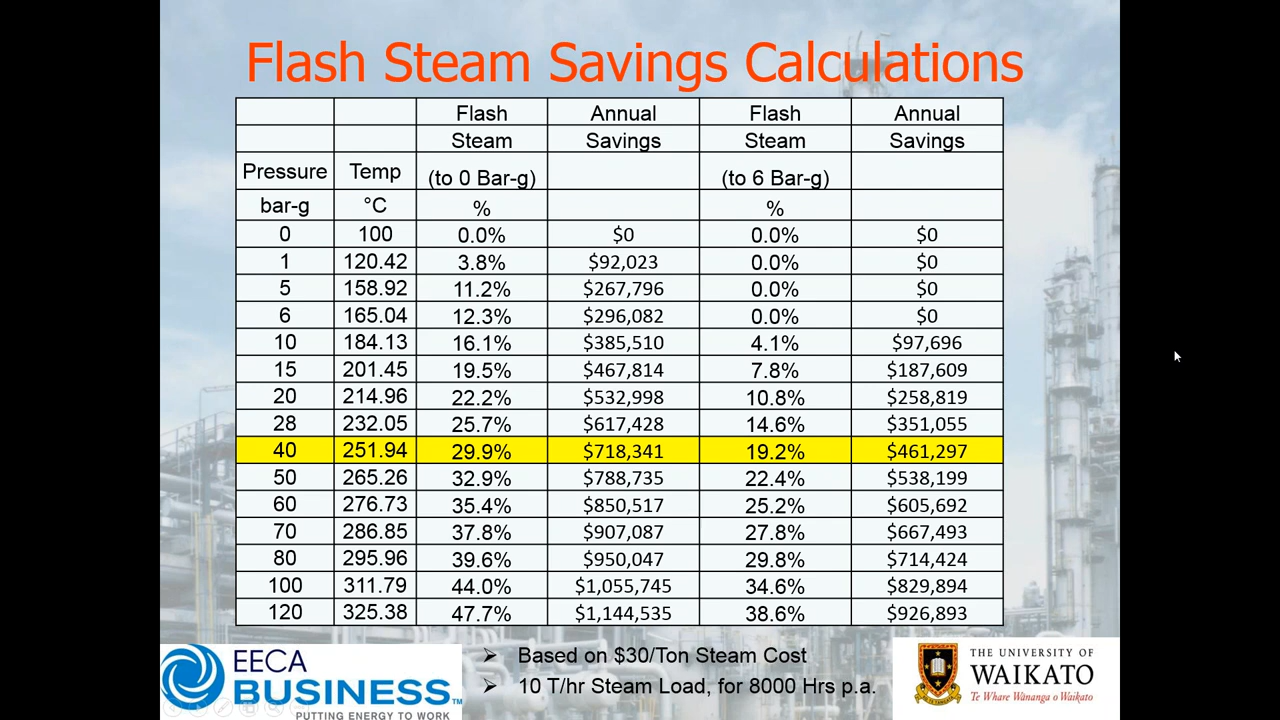 Flash Steam Savings Calculations
Flash Annual Flash Annual
Steam Savings Steam Savings
Pressure Temp (to 0 Bar-g) (to 6 Bar-g)
bar-g °C % %
0 100 0.0% $0 0.0% $0
1 120.42 3.8% $92,023 0.0% $0
5 158.92 11.2% $267,796 0.0% $0
6 165.04 12.3% $296,082 0.0% $0
10 184.13 16.1% $385,510 4.1% $97,696
15 201.45 19.5% $467,814 7.8% $187,609
20 214.96 22.2% $532,998 10.8% $258,819
28 232.05 25.7% $617,428 14.6% $351,055
40 251.94 29.9% $718,341 19.2% $461,297
50 265.26 32.9% $788,735 22.4% $538,199
60 276.73 35.4% $850,517 25.2% $605,692
70 286.85 37.8% $907,087 27.8% $667,493
80 295.96 39.6% $950,047 29.8% $714,424
100 311.79 44.0% $1,055,745 34.6% $829,894
120 325.38 47.7% $1,144,535 38.6% $926,893
➢ Based on $30/Ton Steam Cost
➢ 10 T/hr Steam Load, for 8000 Hrs p.a.
EECA
BUSINESS™
PUTTING ENERGY TO WORK
THE UNIVERSITY OF
WAIKATO
Te Whare Wānanga o Waikato